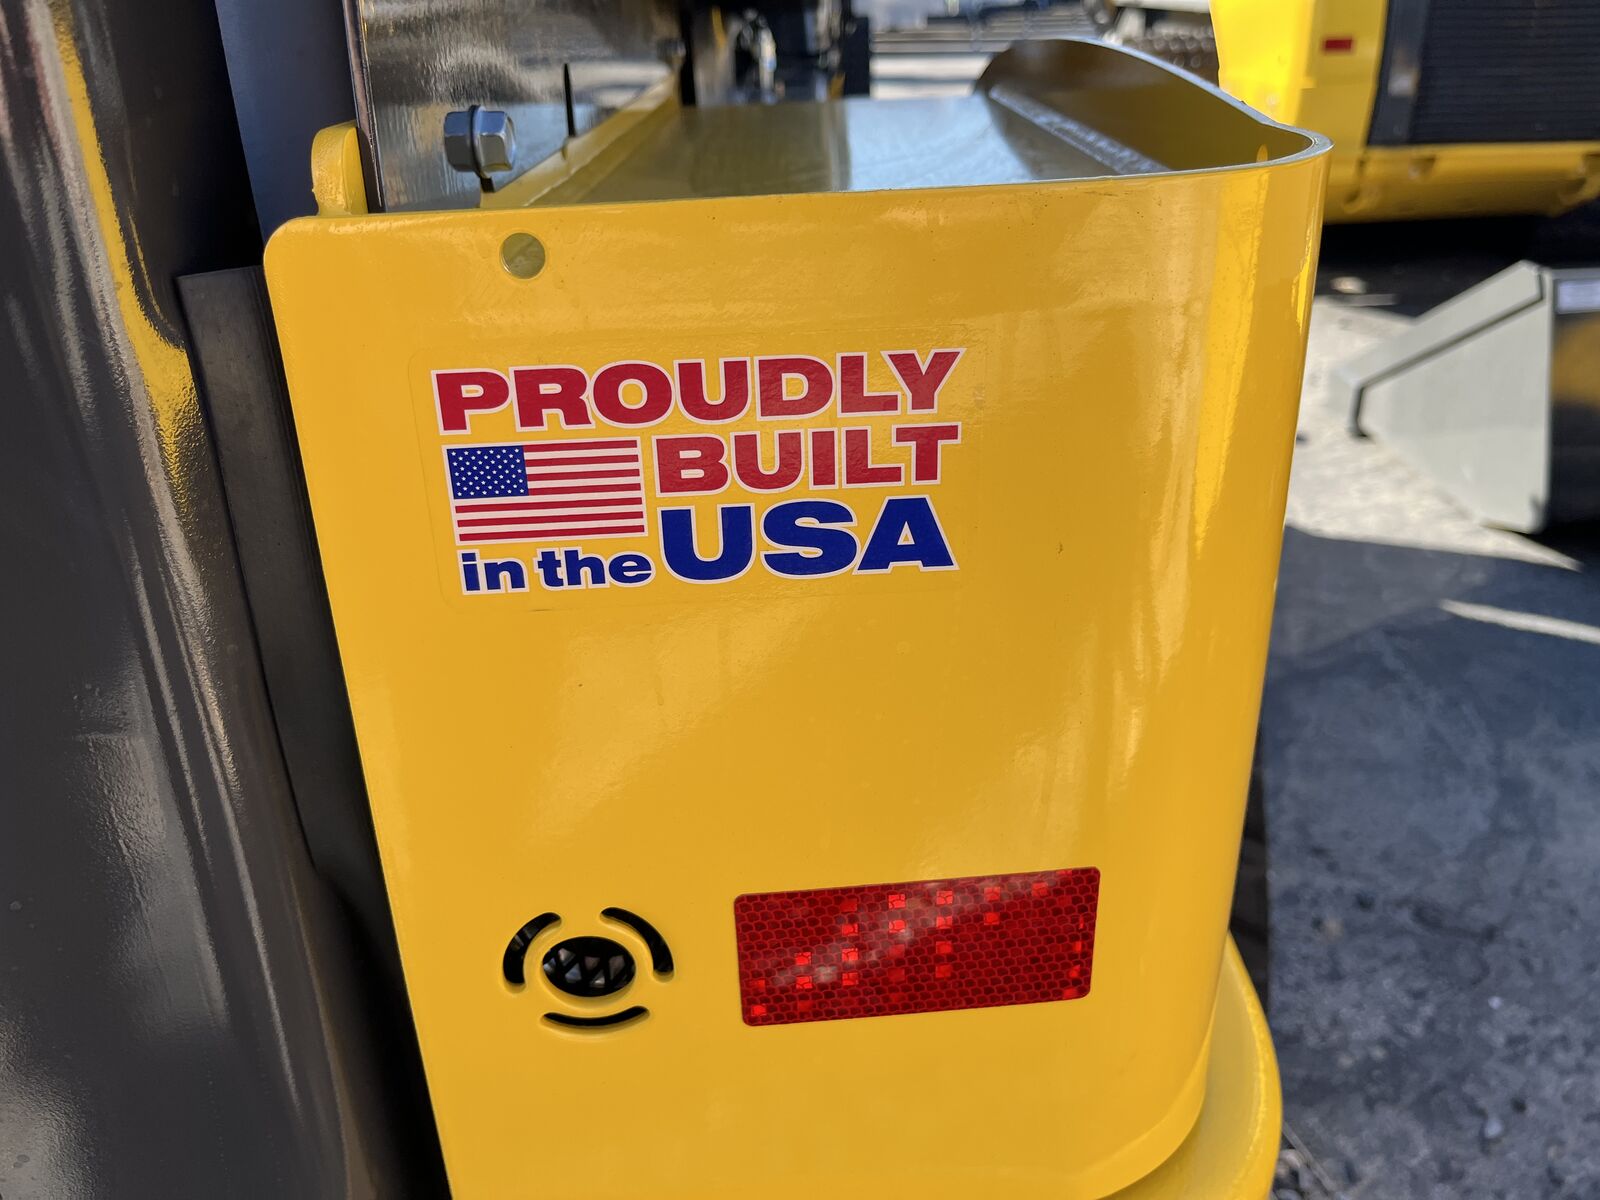 PROUDLY
BUILT
in the USA